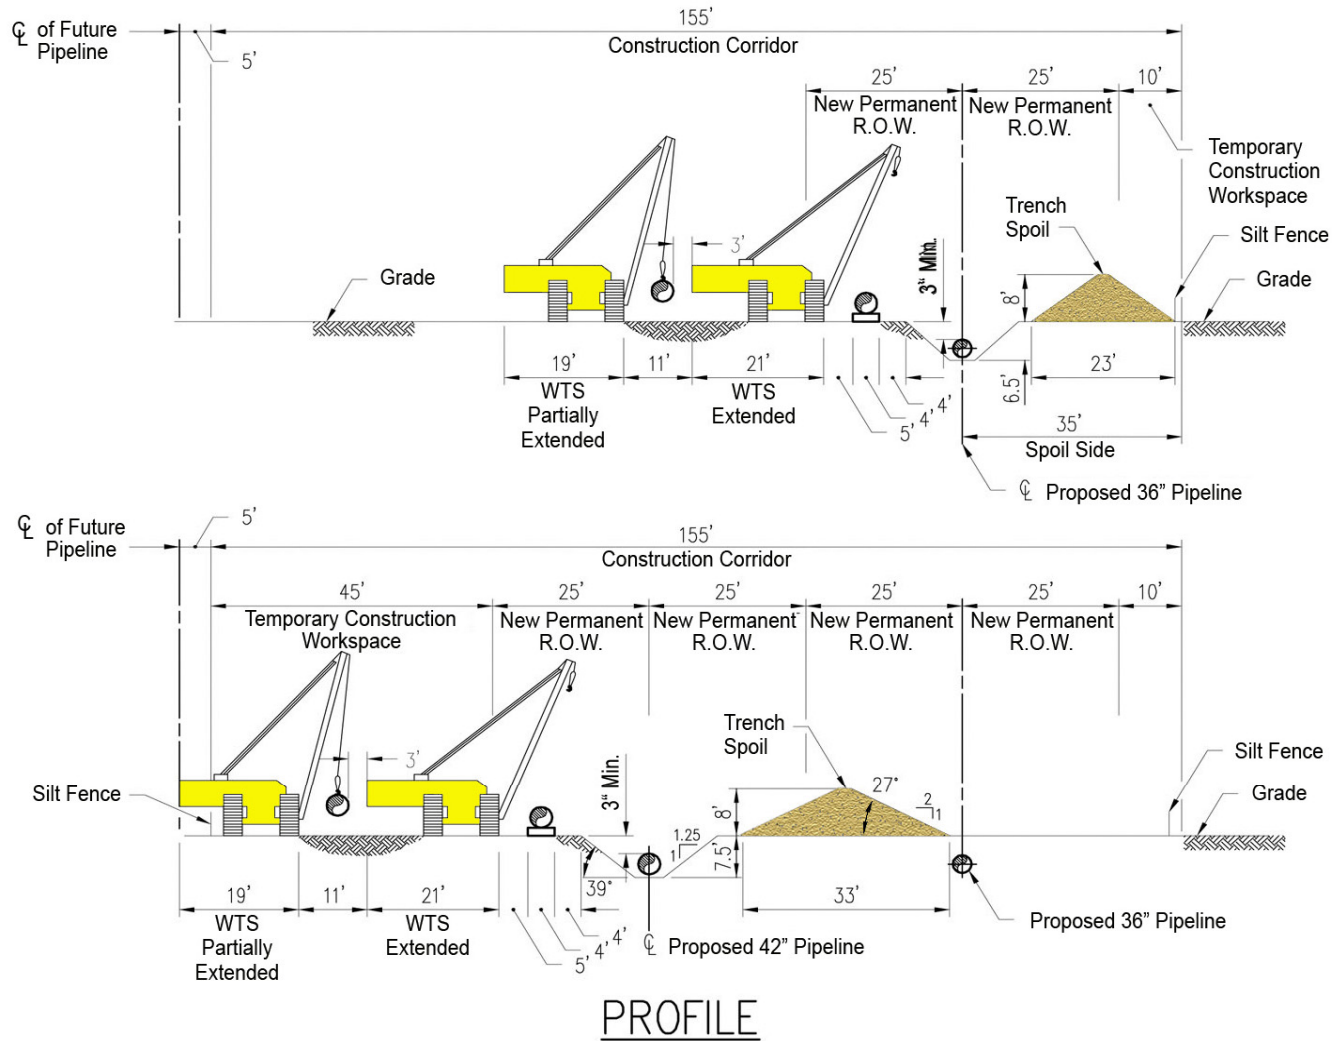 155'
℄ of Future
Pipeline
Construction Corridor
5'
25'
25'
10'
New Permanent
R.O.W.
New Permanent
R.O.W.
Temporary
Construction
Workspace
Trench
Spoil
Silt Fence
3'
3" Min.
Grade
8'
Grade
19'
11'
21'
23'
WTS
Partially
Extended
WTS
Extended
6.5'
4'
4'
5'
35'
Spoil Side
℄ Proposed 36" Pipeline
5'
155'
℄ of Future
Pipeline
Construction Corridor
45'
25'
25'
25'
25'
10'
Temporary Construction
Workspace
New Permanent
R.O.W.
New Permanent
R.O.W.
New Permanent
R.O.W.
New Permanent
R.O.W.
Trench
Spoil
Silt Fence
3'
3" Min.
27°
2
1
Silt Fence
Grade
8'
1.25
1
7.5'
39°
19'
11'
21'
33'
WTS
Partially
Extended
WTS
Extended
4'
4'
5'
℄ Proposed 42" Pipeline
Proposed 36" Pipeline
PROFILE